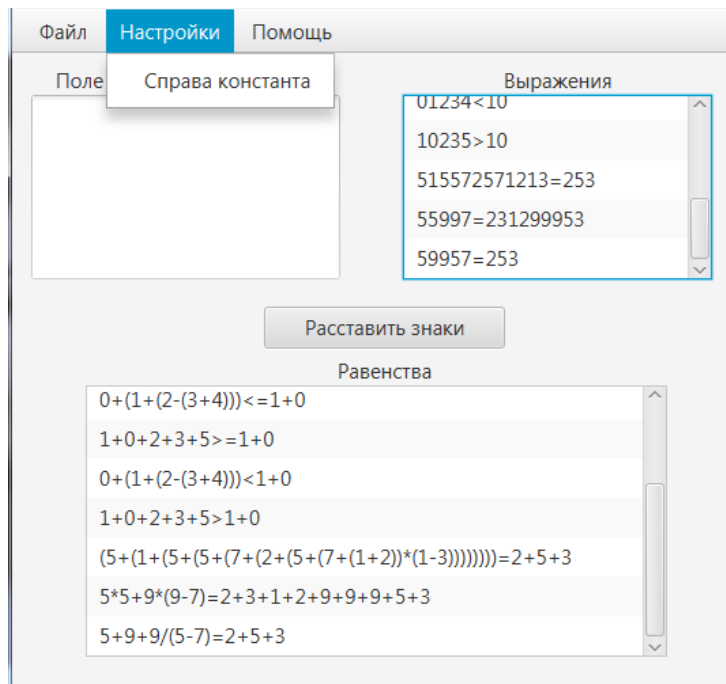 Файл Настройки Помощь
Справа константа
Поле
Выражения
01234<10
10235>10
515572571213=253
55997=231299953
59957=253
Расставить знаки
Равенства
0+(1+(2-(3+4)))<=1+0
1+0+2+3+5>=1+0
0+(1+(2-(3+4)))<1+0
1+0+2+3+5>1+0
(5+(1+(5+(5+(7+(2+(5+(7+(1+2))*(1-3))))))))=2+5+3
5*5+9*(9-7)=2+3+1+2+9+9+9+5+3
5+9+9/(5-7)=2+5+3